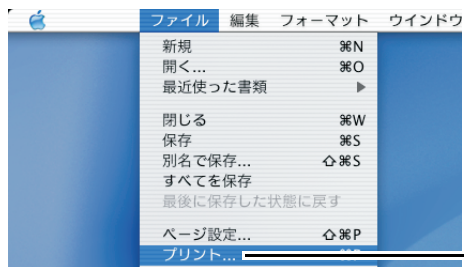 ファイル 編集 フォーマット ウインドウ
新規 ⌘N
開く... ⌘O
最近使った書類 ▶
閉じる ⌘W
保存 ⌘S
別名で保存... ⇧⌘S
すべてを保存
最後に保存した状態に戻す
ページ設定... ⇧⌘P
プリント...